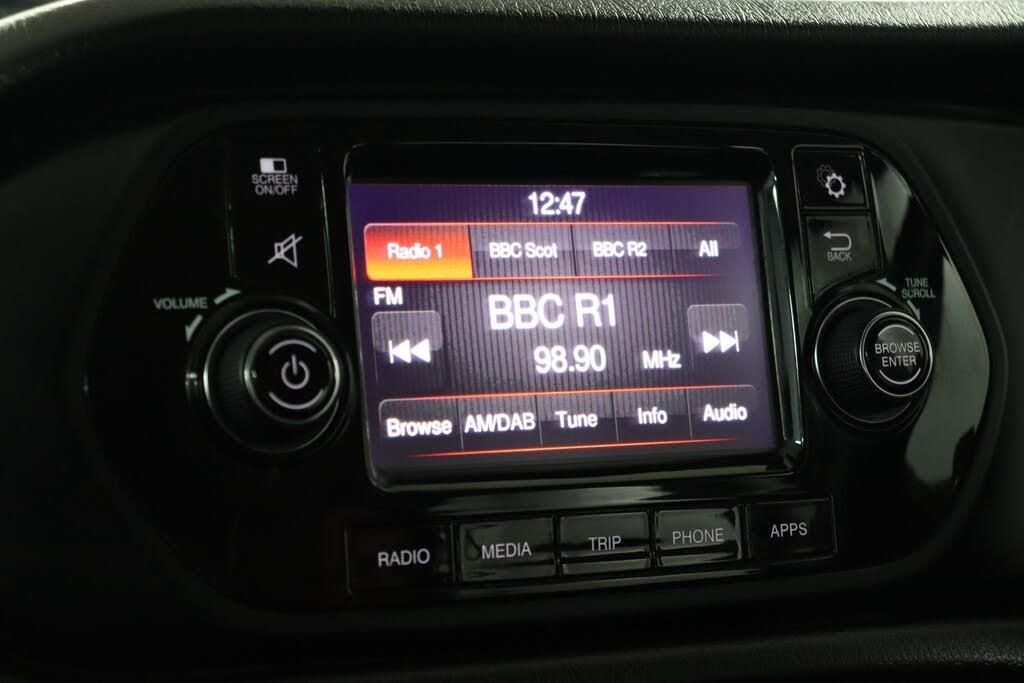 SCREEN
ON/OFF
VOLUME
12:47
Radio 1 BBC Scot BBC R2 All
FM
BBC R1
98.90 MHz
Browse AM/DAB Tune Info Audio
BACK
TUNE
SCROLL
BROWSE
ENTER
RADIO MEDIA TRIP PHONE APPS